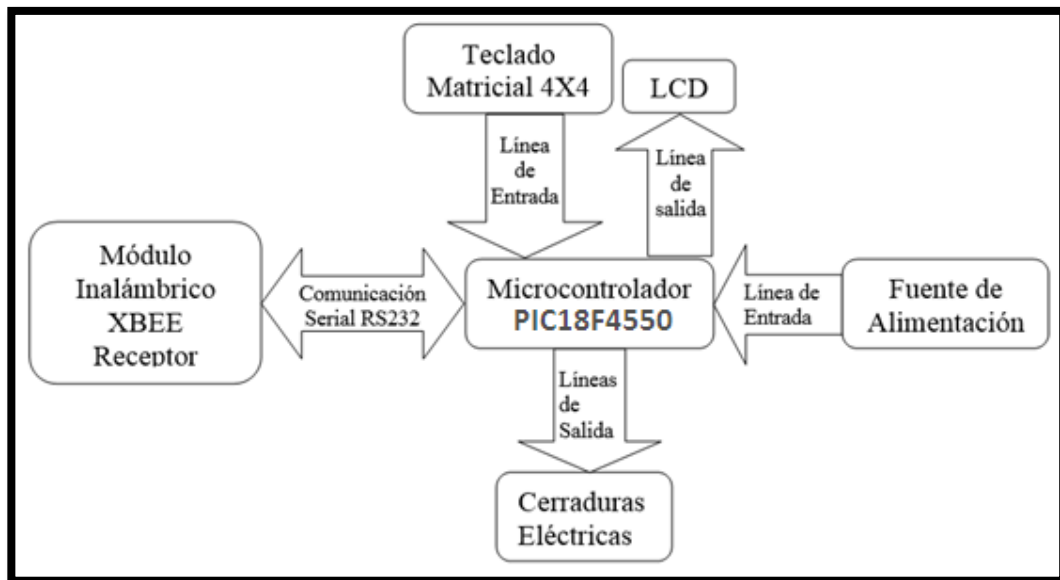 Teclado
Matricial 4X4
LCD
Línea
de
Entrada
Línea
de
salida
Módulo
Inalámbrico
XBEE
Receptor
Comunicación
Serial RS232
Microcontrolador
PIC18F4550
Línea de
Entrada
Fuente de
Alimentación
Líneas
de
Salida
Cerraduras
Eléctricas